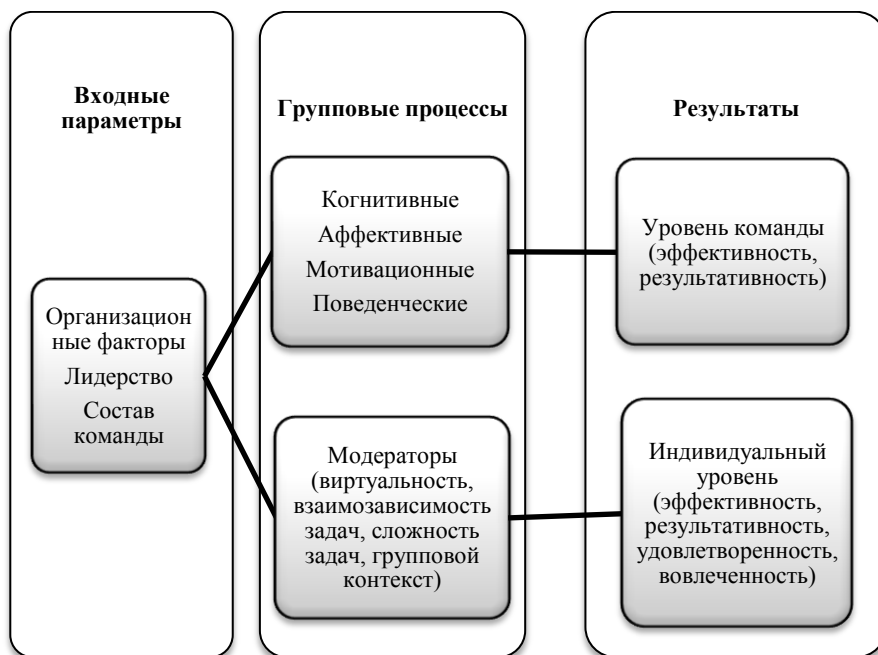 Входные
параметры
Организацион
ные факторы
Лидерство
Состав
команды
Групповые процессы
Когнитивные
Аффективные
Мотивационные
Поведенческие
Модераторы
(виртуальность,
взаимозависимость
задач, сложность
задач, групповой
контекст)
Результаты
Уровень команды
(эффективность,
результативность)
Индивидуальный
уровень
(эффективность,
результативность,
удовлетворенность,
вовлеченность)